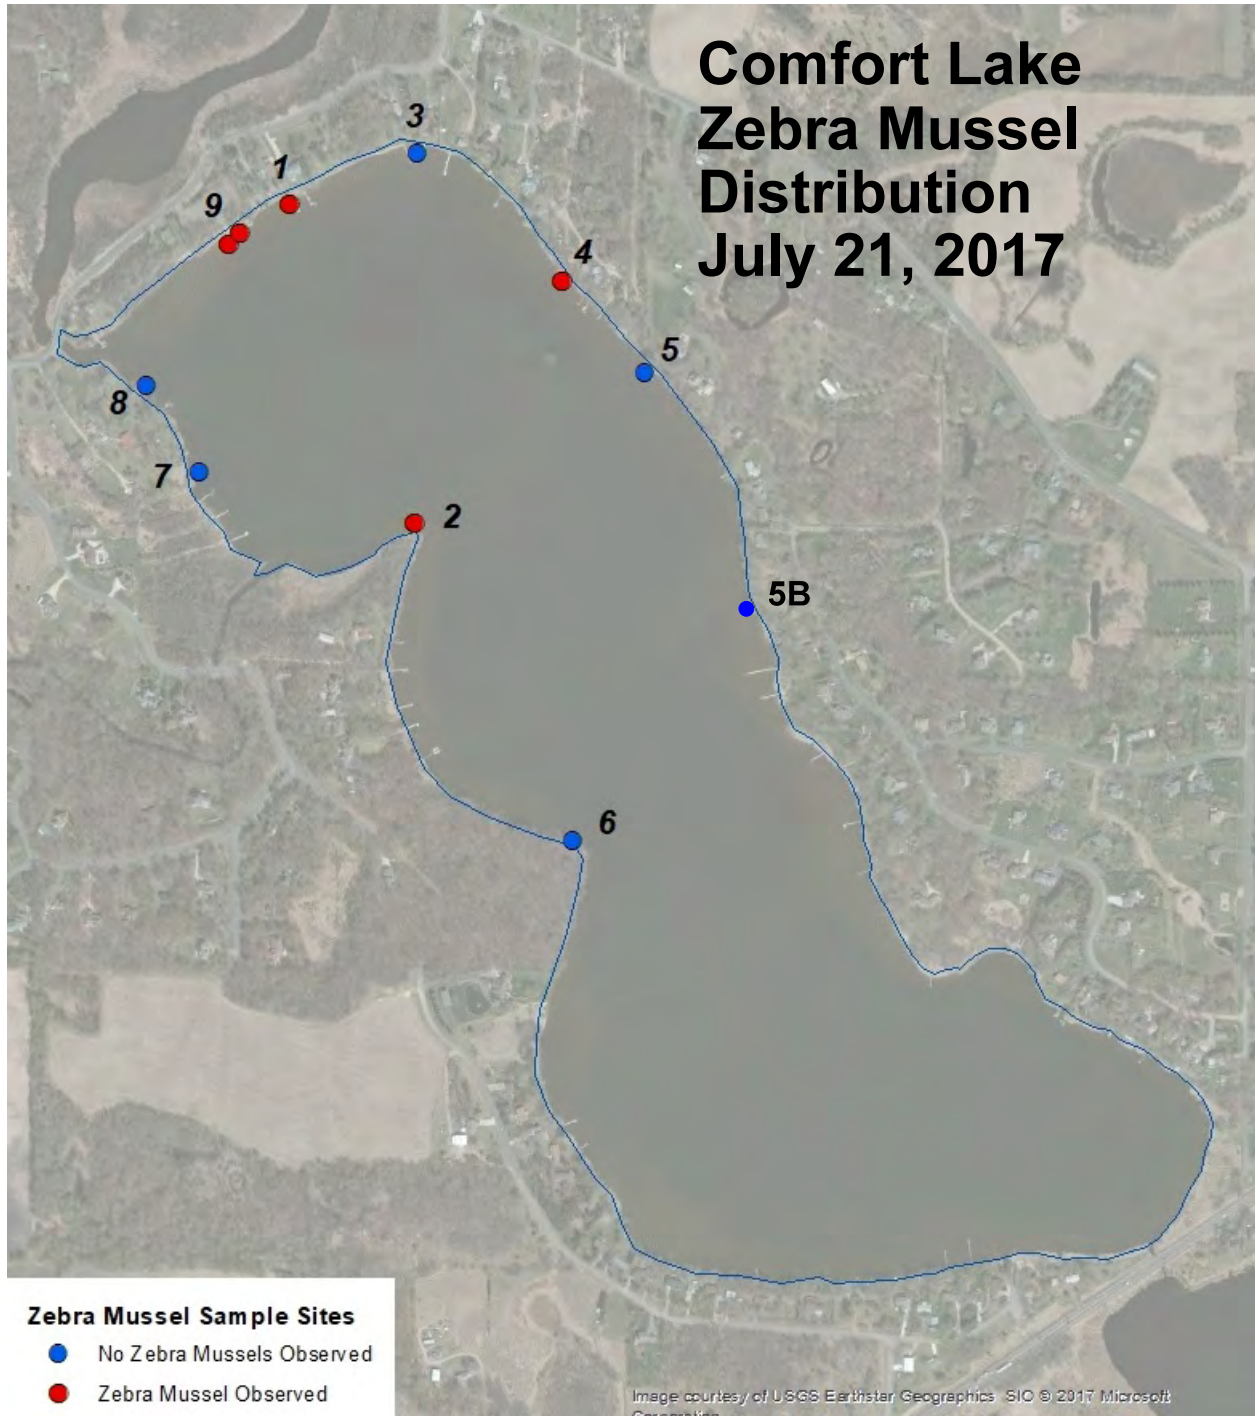 Comfort Lake
Zebra Mussel
Distribution
July 21, 2017
3
1
9
4
5
8
7
2
5B
6
Zebra Mussel Sample Sites
No Zebra Mussels Observed
Zebra Mussel Observed
Image courtesy of USGS Earthstar Geographics SIO © 2017 Microsoft